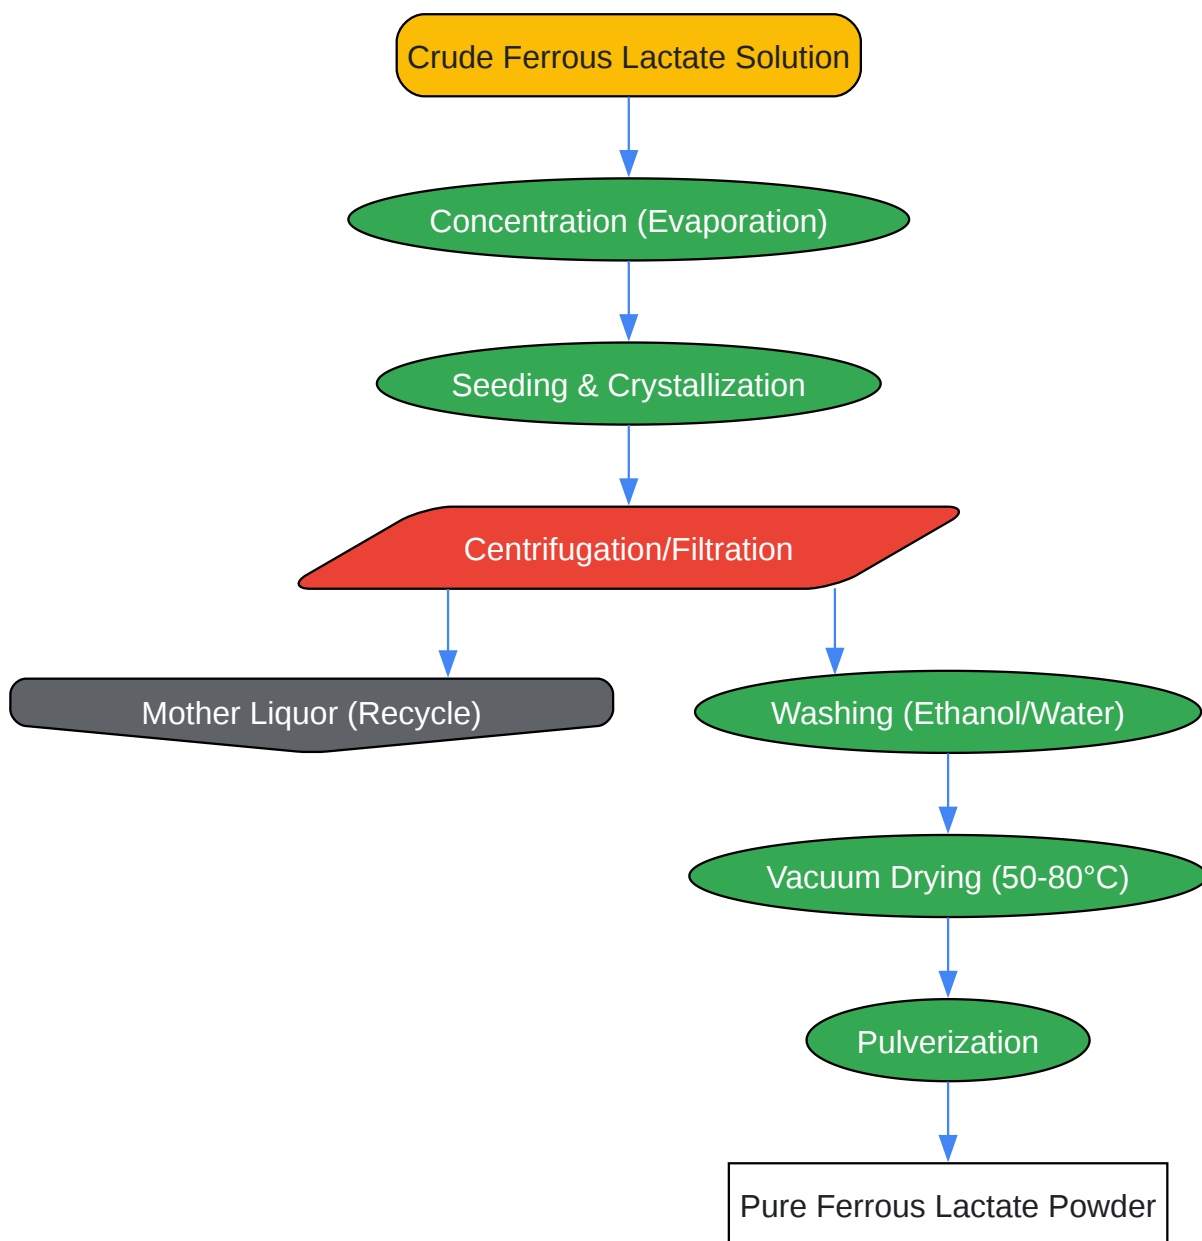 Crude Ferrous Lactate Solution
Concentration (Evaporation)
Seeding & Crystallization
Centrifugation/Filtration
Mother Liquor (Recycle)
Washing (Ethanol/Water)
Vacuum Drying (50-80°C)
Pulverization
Pure Ferrous Lactate Powder